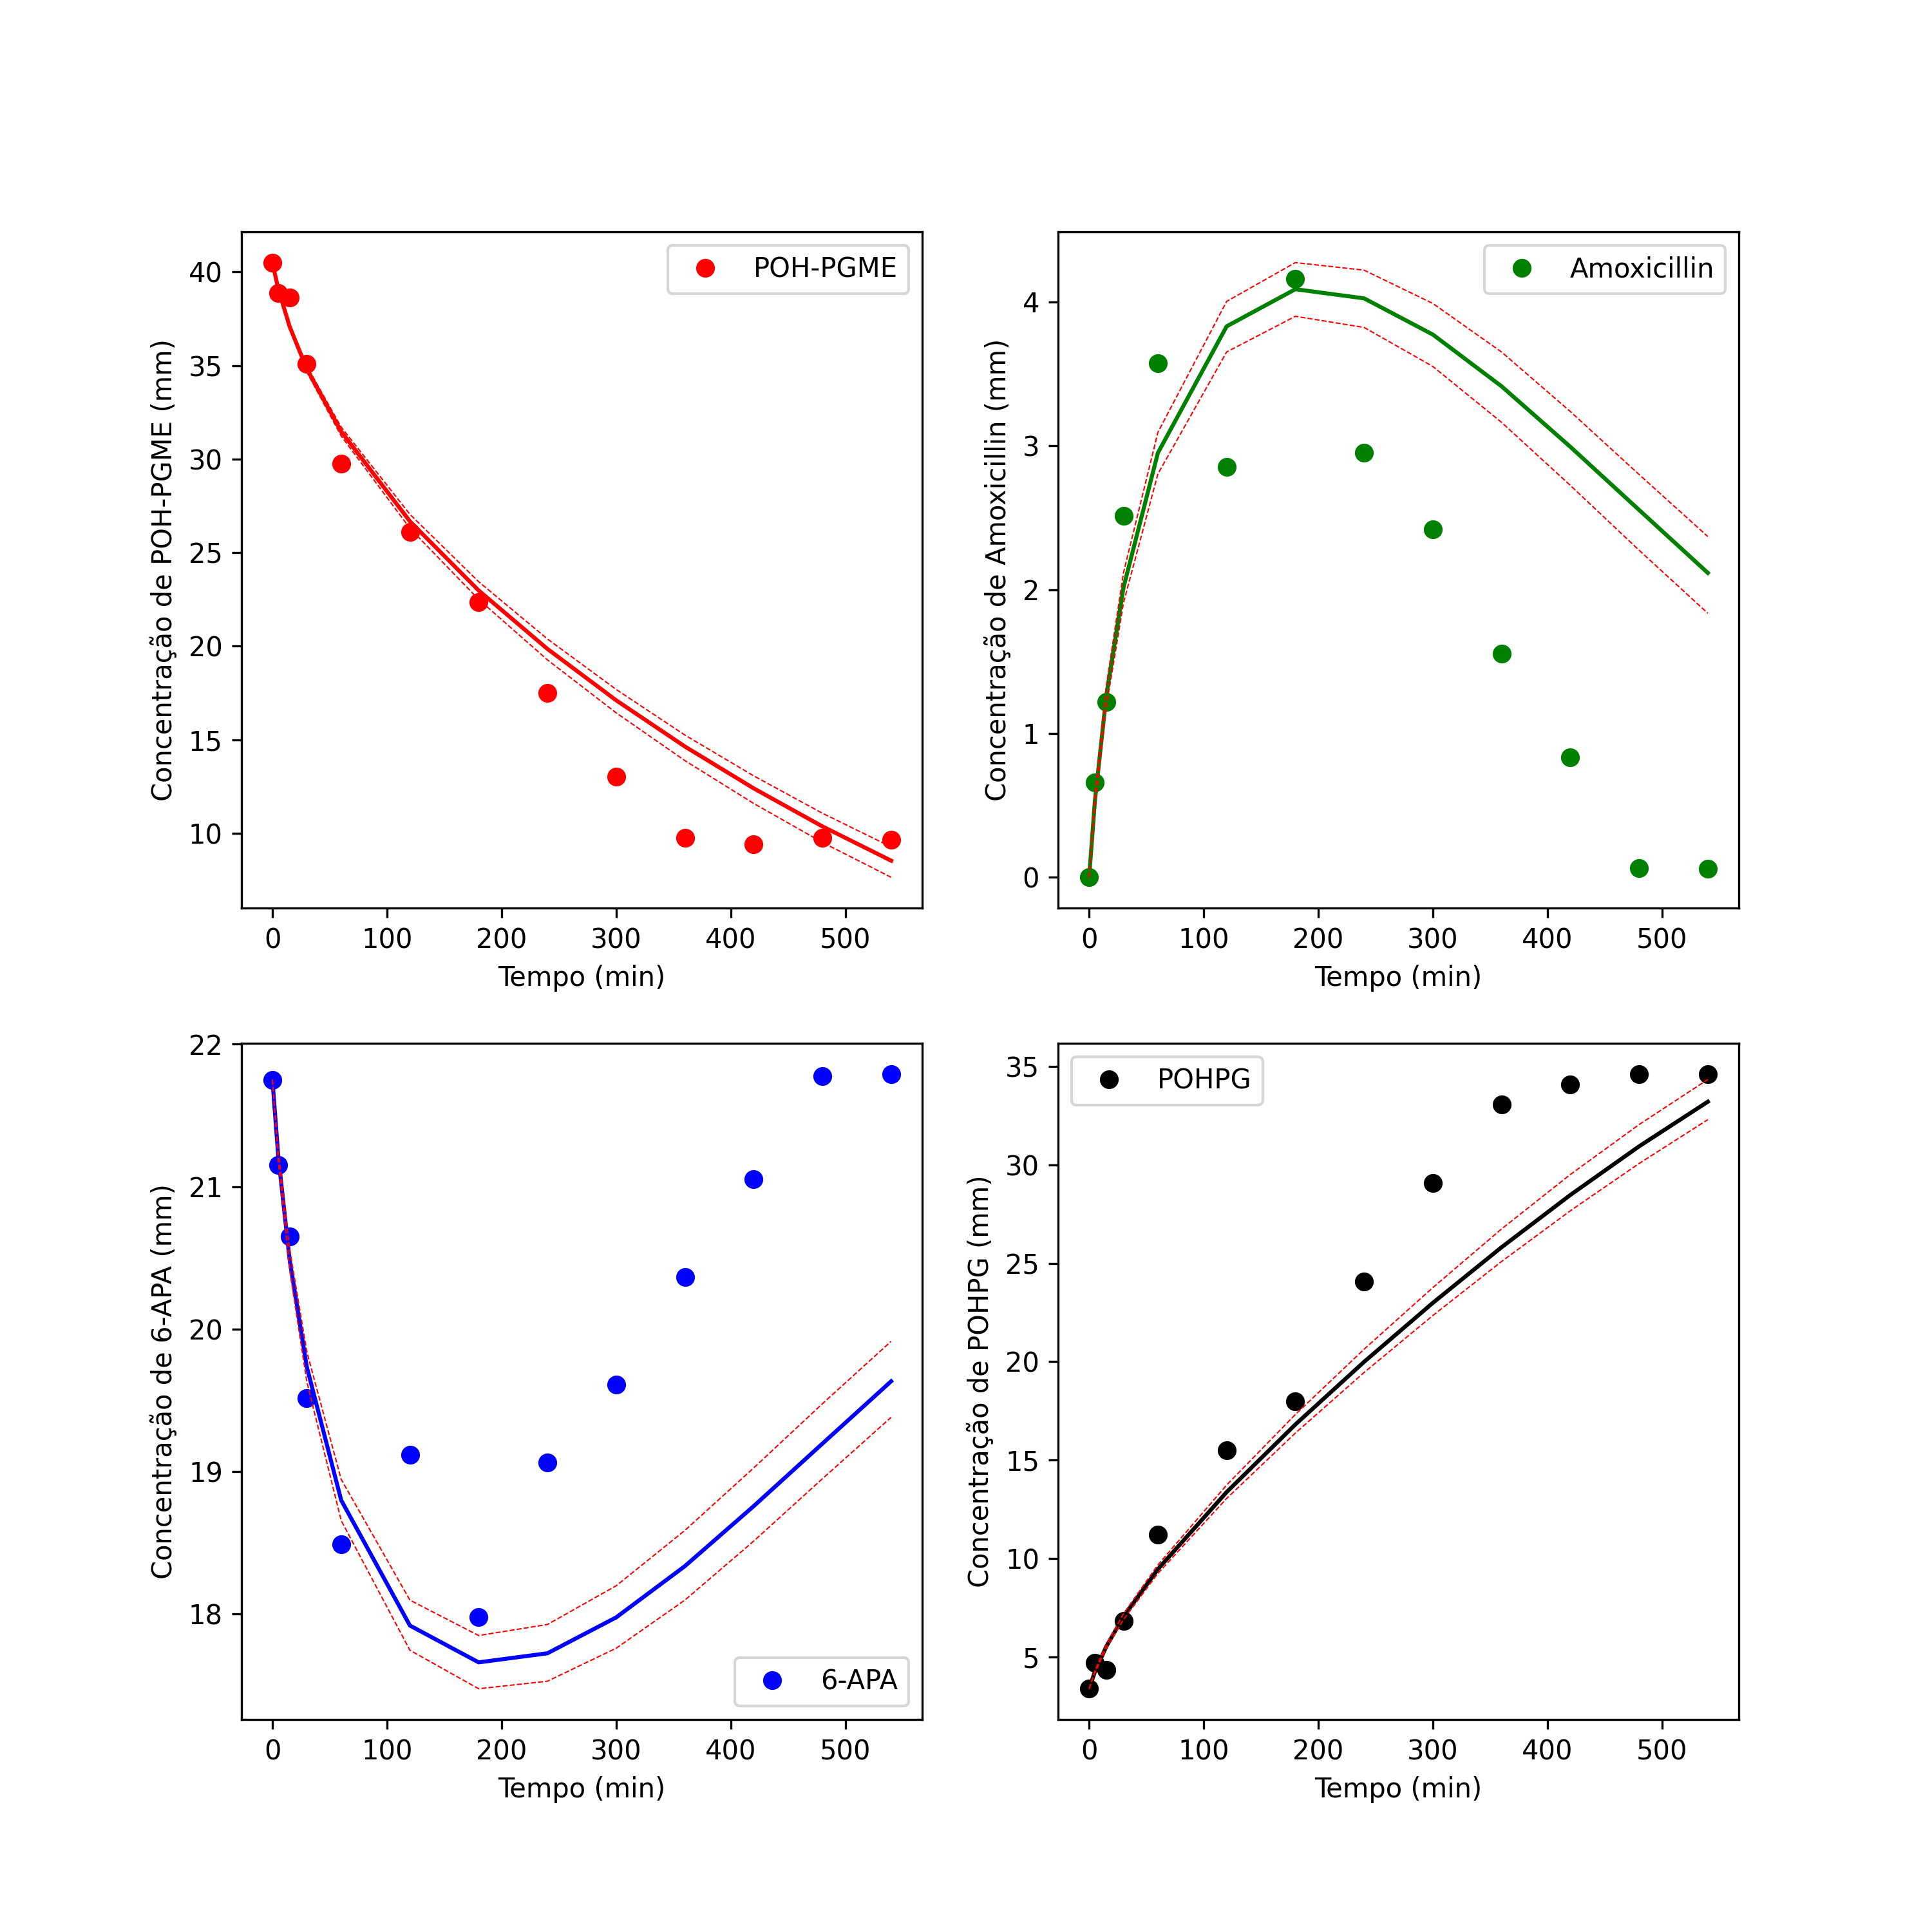 POH-PGME
Concentração de POH-PGME (mm)
40
35
30
25
20
15
10
0 100 200 300 400 500
Tempo (min)
Amoxicillin
Concentração de Amoxicillin (mm)
4
3
2
1
0
0 100 200 300 400 500
Tempo (min)
6-APA
Concentração de 6-APA (mm)
22
21
20
19
18
0 100 200 300 400 500
Tempo (min)
POHPG
Concentração de POHPG (mm)
35
30
25
20
15
10
5
0 100 200 300 400 500
Tempo (min)